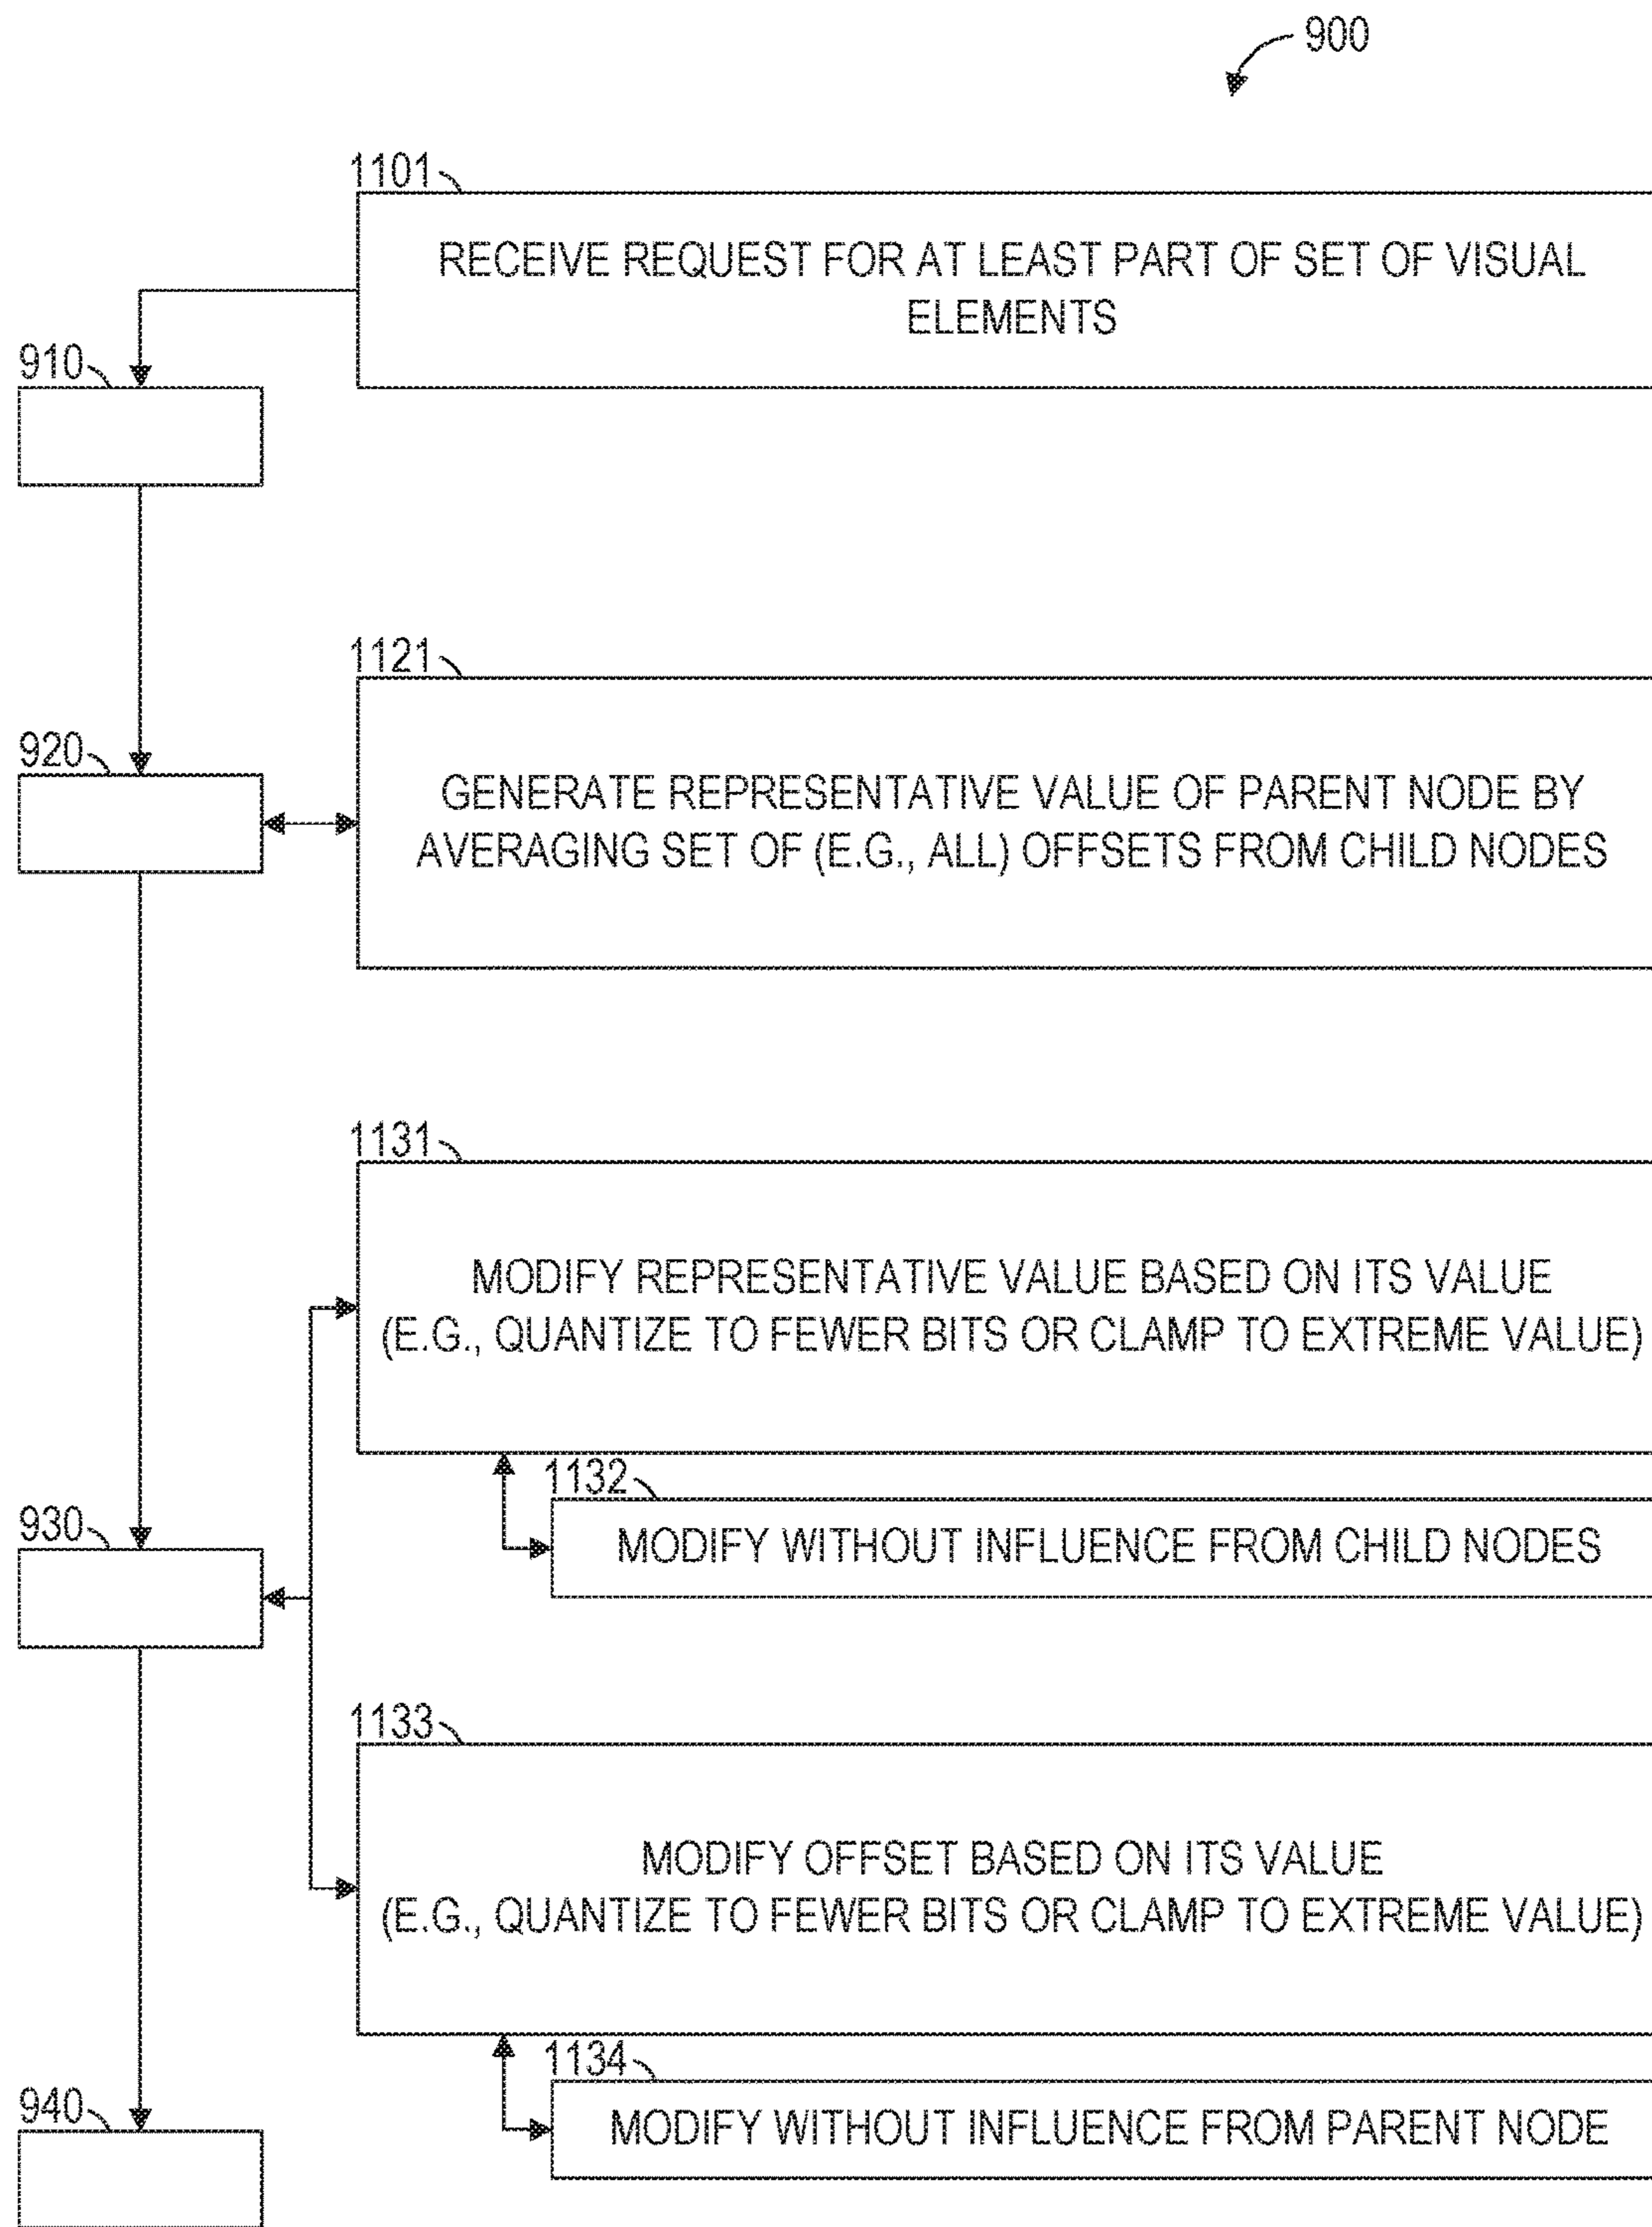 900
1101
RECEIVE REQUEST FOR AT LEAST PART OF SET OF VISUAL
ELEMENTS
910
1121
GENERATE REPRESENTATIVE VALUE OF PARENT NODE BY
AVERAGING SET OF (E.G., ALL) OFFSETS FROM CHILD NODES
920
1131
MODIFY REPRESENTATIVE VALUE BASED ON ITS VALUE
(E.G., QUANTIZE TO FEWER BITS OR CLAMP TO EXTREME VALUE)
1132
MODIFY WITHOUT INFLUENCE FROM CHILD NODES
930
1133
MODIFY OFFSET BASED ON ITS VALUE
(E.G., QUANTIZE TO FEWER BITS OR CLAMP TO EXTREME VALUE)
1134
MODIFY WITHOUT INFLUENCE FROM PARENT NODE
940